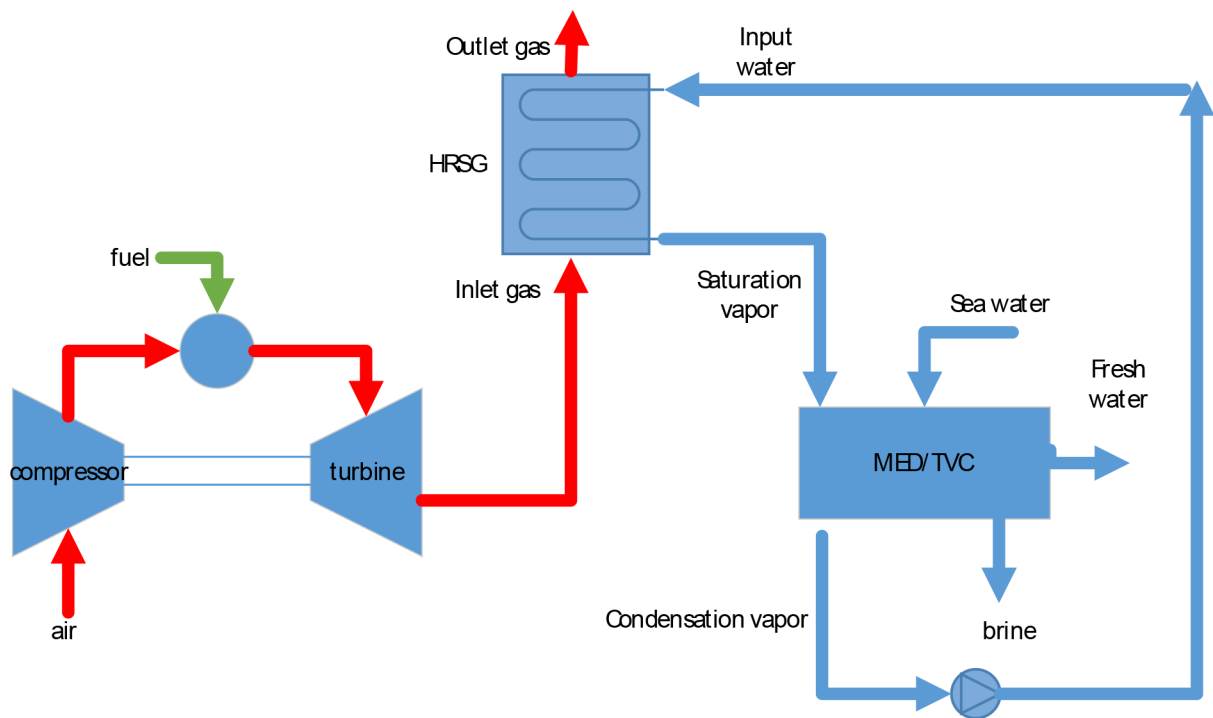 Outlet gas
Input
water
HRSG
fuel
Inlet gas
Saturation
vapor
Sea water
Fresh
water
compressor
turbine
MED/TVC
Condensation vapor
air
brine